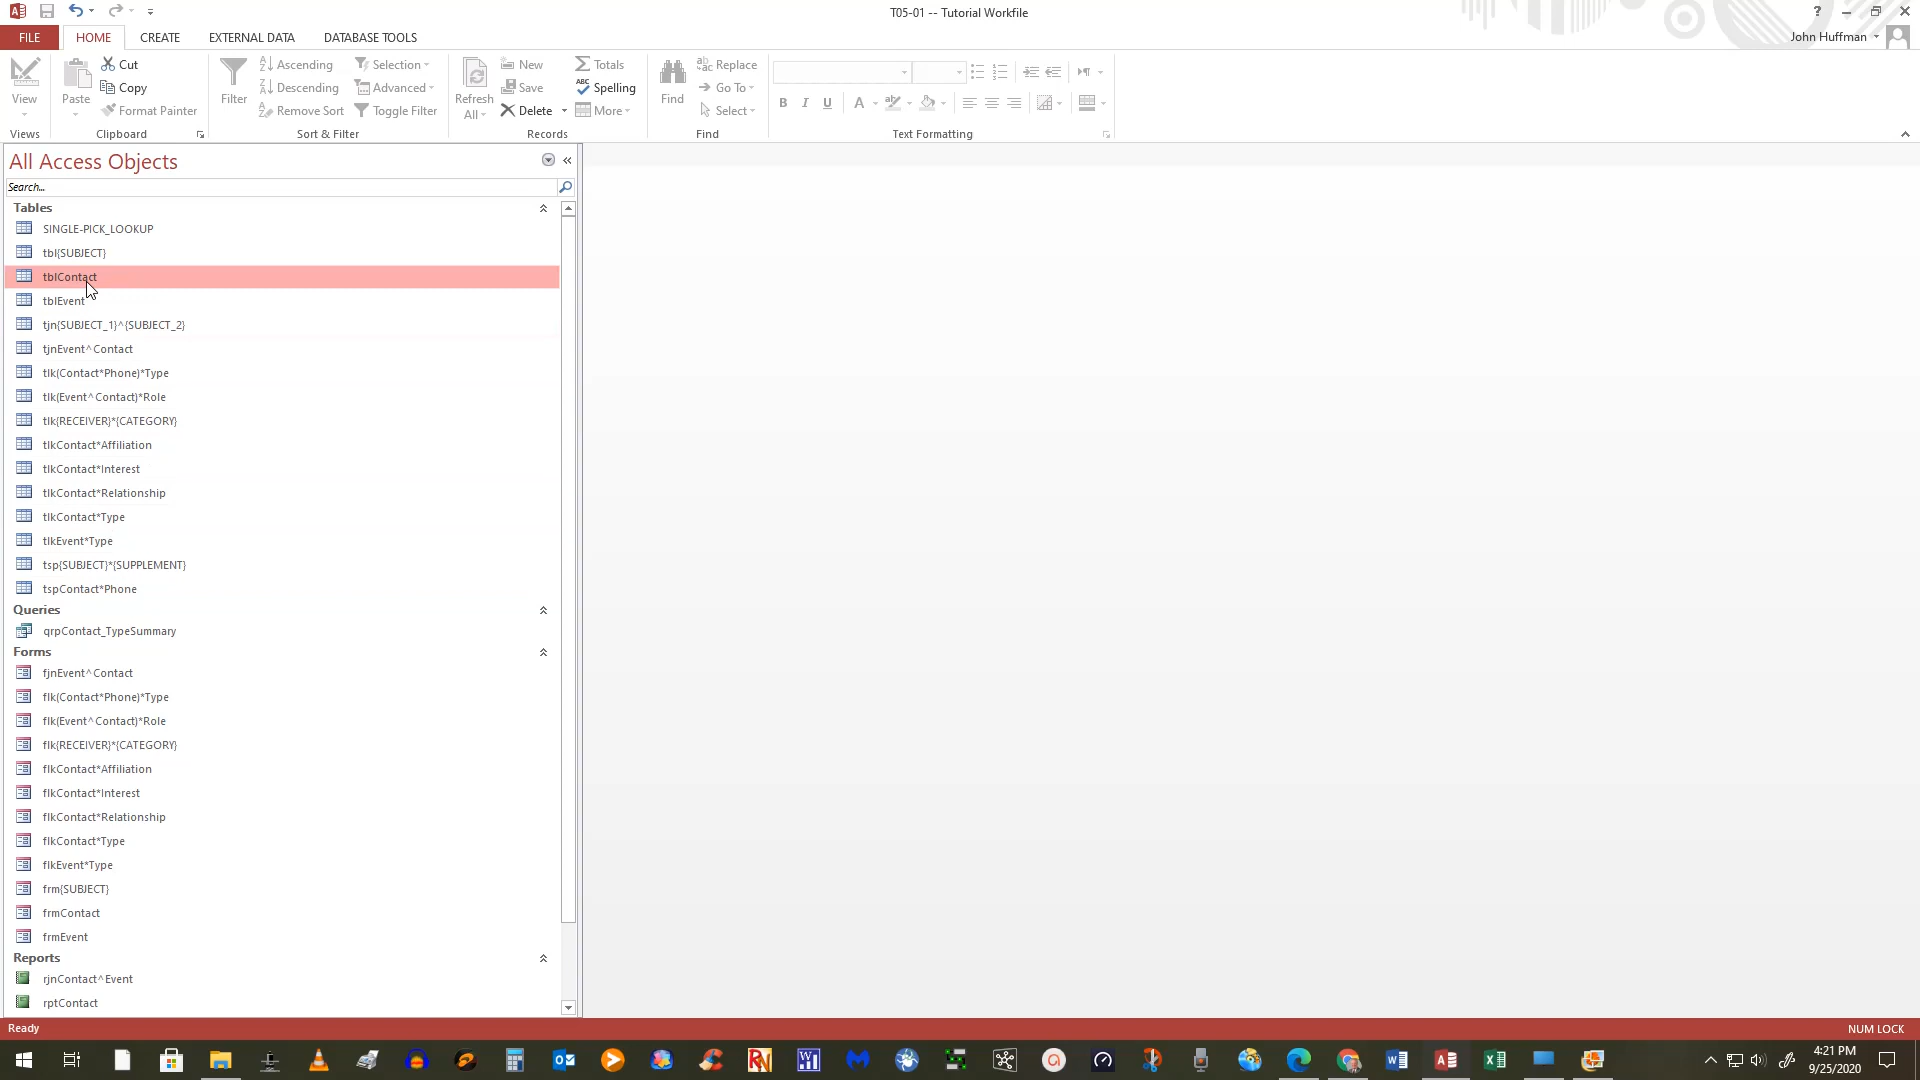 T05-01 -- Tutorial Workfile
?
FILE
HOME
CREATE
EXTERNAL DATA
DATABASE TOOLS
John Huffman
View
Paste
Cut
Copy
Format Painter
Filter
Ascending
Descending
Remove Sort
Selection
Advanced
Toggle Filter
Refresh
All
New
Save
Delete
Totals
Spelling
More
Find
Replace
Go To
Select
B I U A
Views
Clipboard
Sort & Filter
Records
Find
Text Formatting
All Access Objects
Search...
Tables
SINGLE-PICK_LOOKUP
tbl{SUBJECT}
tblContact
tblEvent
tjn{SUBJECT_1}^{SUBJECT_2}
tjnEvent^Contact
tlk(Contact*Phone)*Type
tlk(Event^Contact)*Role
tlk{RECEIVER}*{CATEGORY}
tlkContact*Affiliation
tlkContact*Interest
tlkContact*Relationship
tlkContact*Type
tlkEvent*Type
tsp{SUBJECT}*{SUPPLEMENT}
tspContact*Phone
Queries
qrpContact_TypeSummary
Forms
fjnEvent^Contact
flk(Contact*Phone)*Type
flk(Event^Contact)*Role
flk{RECEIVER}*{CATEGORY}
flkContact*Affiliation
flkContact*Interest
flkContact*Relationship
flkContact*Type
flkEvent*Type
frm{SUBJECT}
frmContact
frmEvent
Reports
rjnContact^Event
rptContact
Ready
NUM LOCK
4:21 PM
9/25/2020